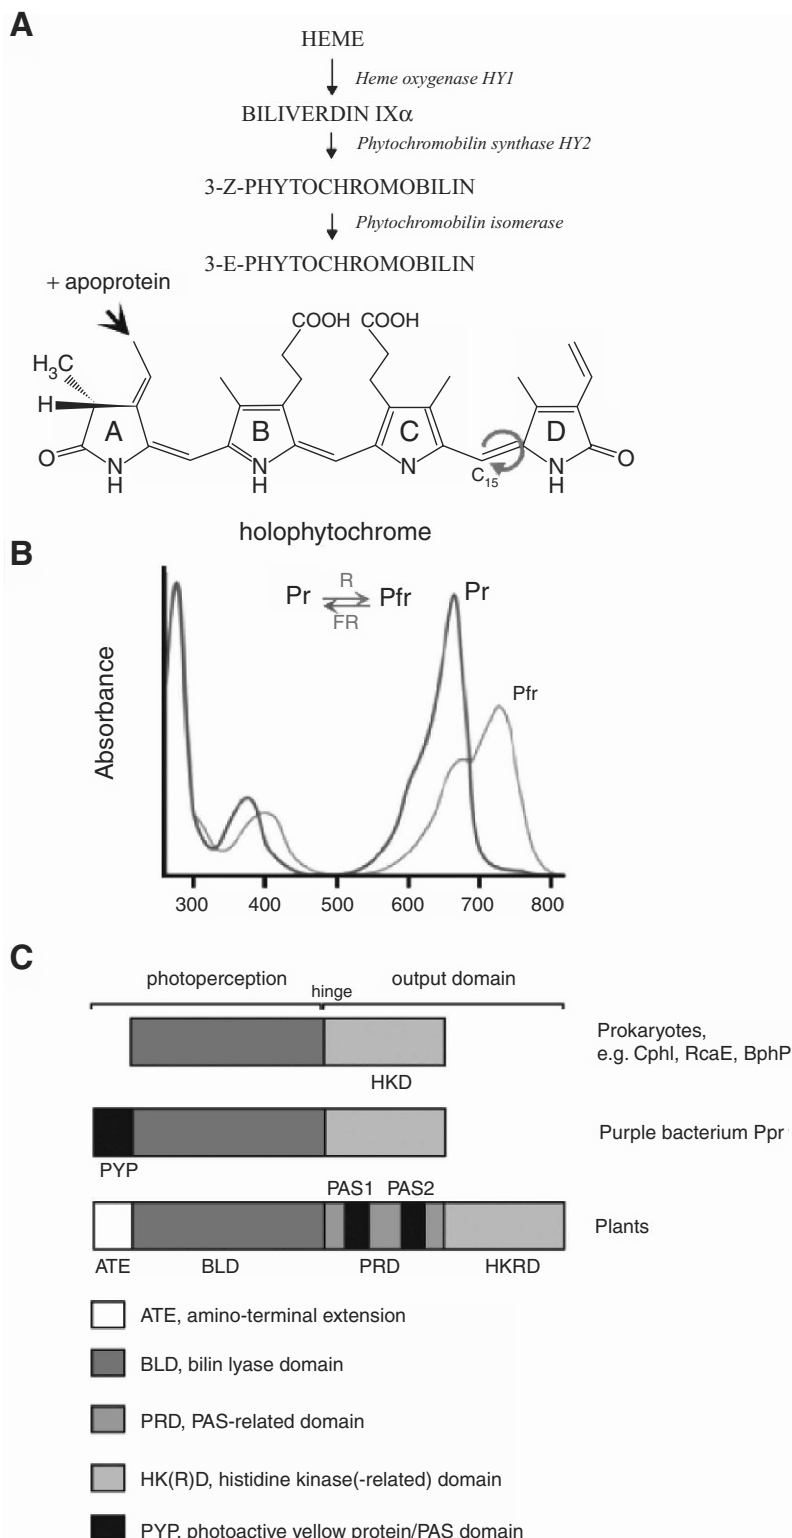 A
HEME
Heme oxygenase HY1
BILIVERDIN IXα
Phytochromobilin synthase HY2
3-Z-PHYTOCHROMOBILIN
Phytochromobilin isomerase
3-E-PHYTOCHROMOBILIN
+ apoprotein
COOH COOH
H₃C
H
A B C D
O N H N H N C₁₅ N H O
holophytochrome
B
Pr R Pfr
FR
Pr
Pfr
Absorbance
300 400 500 600 700 800
C
photoperception hinge output domain
Prokaryotes,
e.g. CphI, RcaE, BphP
HKD
Purple bacterium Ppr
PYP
PAS1 PAS2
Plants
ATE BLD PRD HKRD
ATE, amino-terminal extension
BLD, bilin lyase domain
PRD, PAS-related domain
HK(R)D, histidine kinase(-related) domain
PYP, photoactive yellow protein/PAS domain